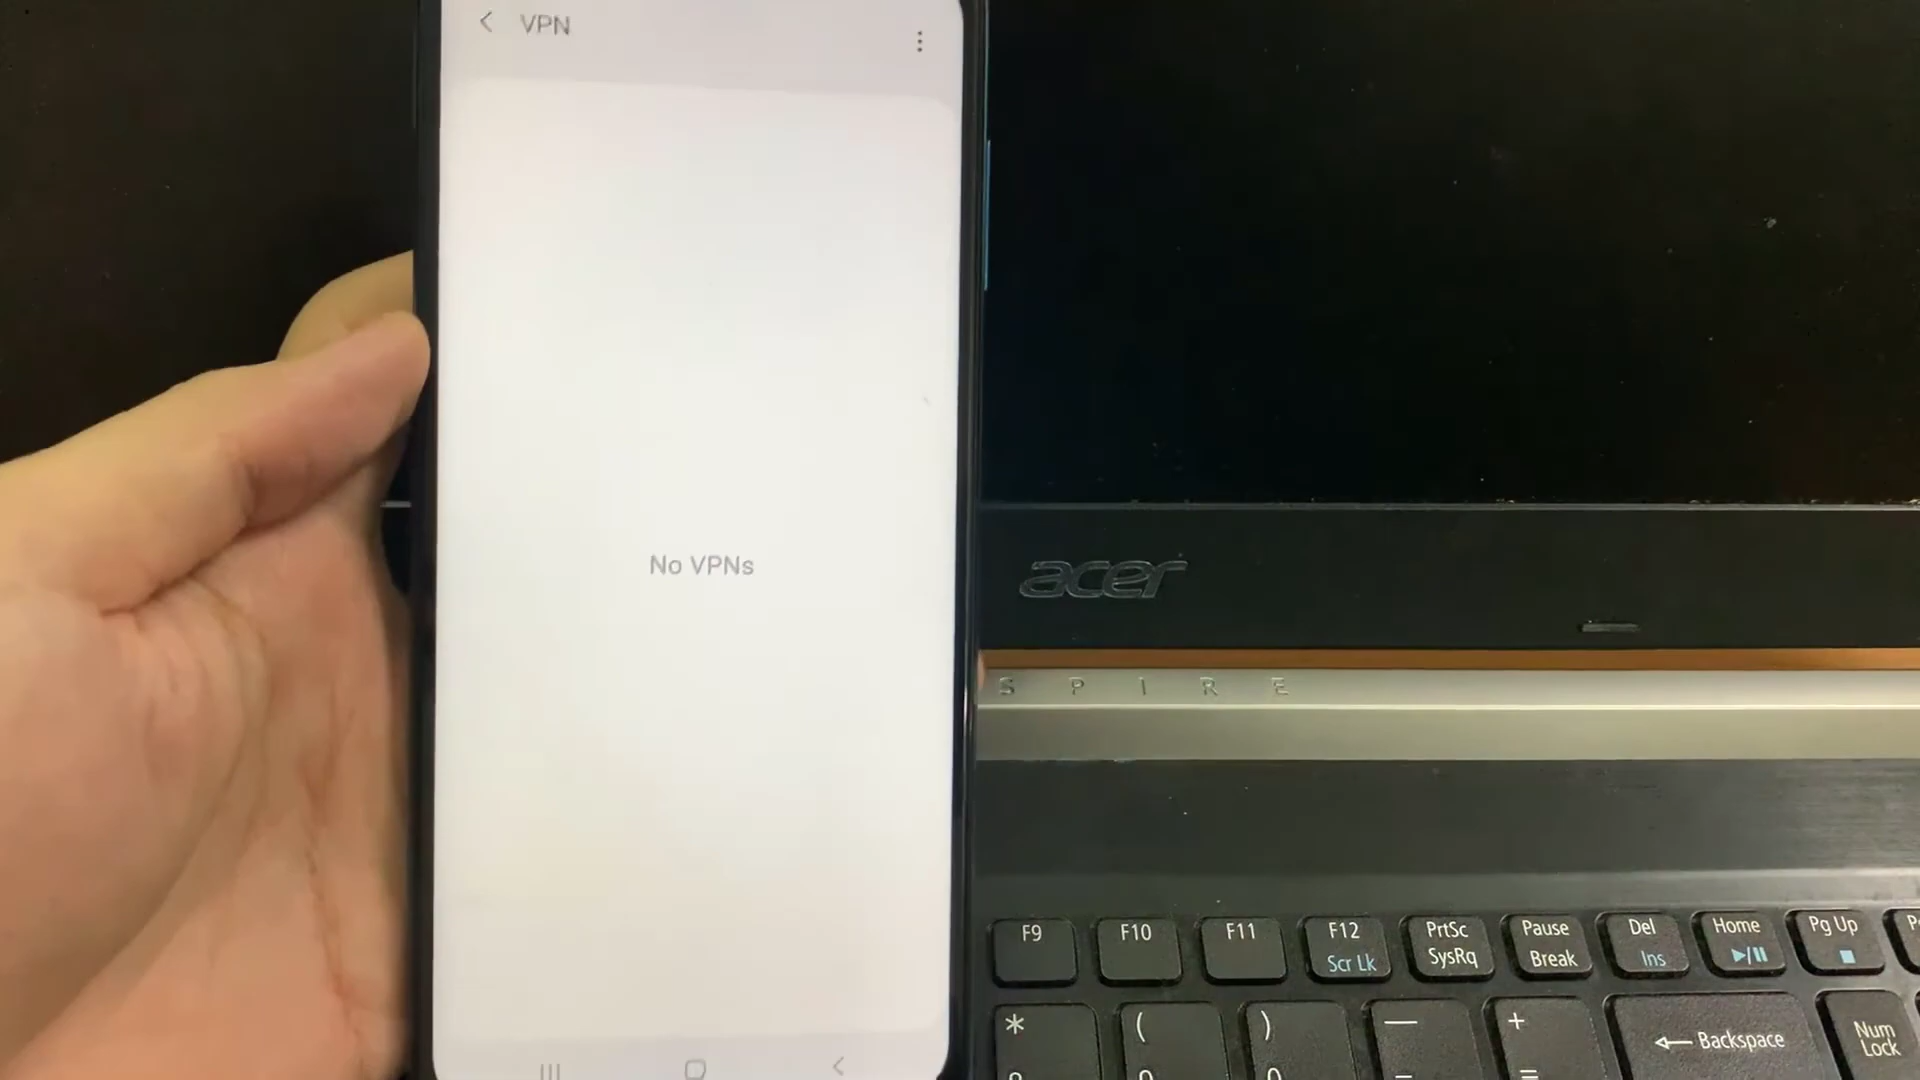 VPN
No VPNs
acer
S P I R E
F9 F10 F11 F12 PrtSc Pause Del Home Pg Up
Scr Lk SysRq Break Ins
* ( ) — + Backspace Num
Lock